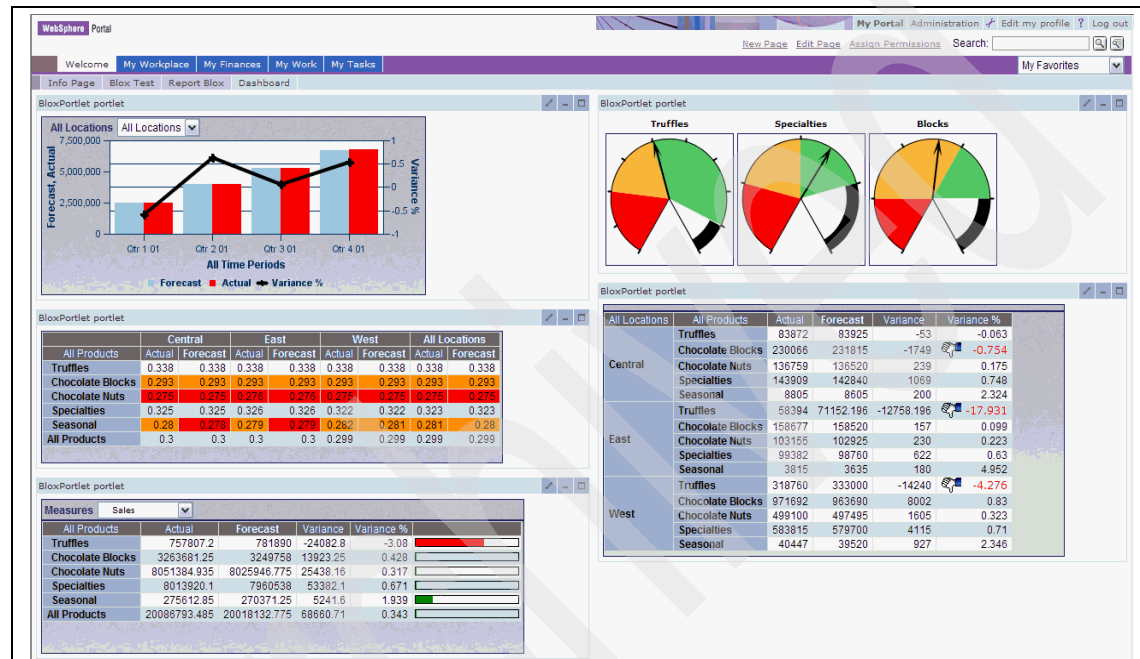 WebSphere Portal
My Portal Administration Edit my profile ? Log out
New Page Edit Page Assign Permissions Search:
Welcome My Workplace My Finances My Work My Tasks
My Favorites
Info Page Blox Test Report Blox Dashboard
BloxPortlet portlet
All Locations All Locations
7,500,000
5,000,000
2,500,000
0
Forecast, Actual
1
0.5
0
-0.5
-1
Variance %
Qtr 1 01 Qtr 2 01 Qtr 3 01 Qtr 4 01
All Time Periods
Forecast Actual Variance %
BloxPortlet portlet
Central East West All Locations
All Products Actual Forecast Actual Forecast Actual Forecast Actual Forecast
Truffles 0.338 0.338 0.338 0.338 0.338 0.338 0.338 0.338
Chocolate Blocks 0.293 0.293 0.293 0.293 0.293 0.293 0.293 0.293
Chocolate Nuts 0.275 0.275 0.276 0.276 0.275 0.275 0.275 0.275
Specialties 0.325 0.325 0.326 0.326 0.322 0.322 0.323 0.323
Seasonal 0.28 0.278 0.279 0.279 0.282 0.281 0.281 0.28
All Products 0.3 0.3 0.3 0.3 0.299 0.299 0.299 0.299
BloxPortlet portlet
Measures Sales
All Products Actual Forecast Variance Variance %
Truffles 757807.2 781890 -24082.8 -3.08
Chocolate Blocks 3263681.25 3249758 13923.25 0.428
Chocolate Nuts 8051384.935 8025946.775 25438.16 0.317
Specialties 8013920.1 7960538 53382.1 0.671
Seasonal 275612.85 270371.25 5241.6 1.939
All Products 20086793.485 20018132.775 68660.71 0.343
BloxPortlet portlet
Truffles Specialties Blocks
BloxPortlet portlet
All Locations All Products Actual Forecast Variance Variance %
Central
Truffles 83872 83925 -53 -0.063
Chocolate Blocks 230066 231815 -1749 -0.754
Chocolate Nuts 136759 136520 239 0.175
Specialties 143909 142840 1069 0.748
Seasonal 8805 8605 200 2.324
East
Truffles 58394 71152.196 -12758.196 -17.931
Chocolate Blocks 158677 158520 157 0.099
Chocolate Nuts 103155 102925 230 0.223
Specialties 99382 98760 622 0.63
Seasonal 3815 3635 180 4.952
West
Truffles 318760 333000 -14240 -4.276
Chocolate Blocks 971692 963690 8002 0.83
Chocolate Nuts 499100 497495 1605 0.323
Specialties 583815 579700 4115 0.71
Seasonal 40447 39520 927 2.346